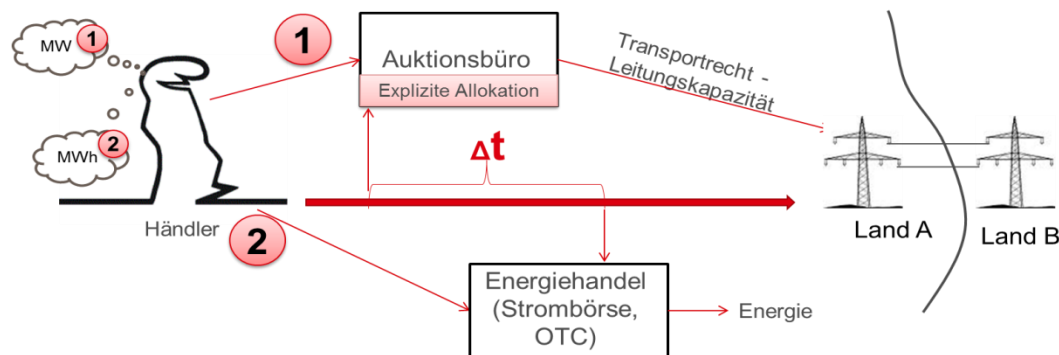 MW
1
MWh
2
Händler
1
Auktionsbüro
Explizite Allokation
Transportrecht -
Leitungskapazität
Δt
2
Energiehandel
(Strombörse,
OTC)
Energie
Land A
Land B